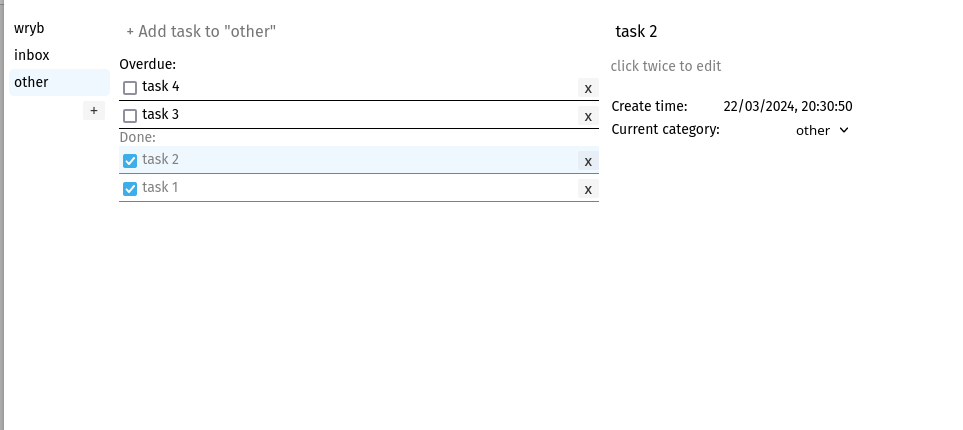 wryb
inbox
other
+
+ Add task to "other"
Overdue:
task 4 x
task 3 x
Done:
task 2 x
task 1 x
task 2
click twice to edit
Create time: 22/03/2024, 20:30:50
Current category: other